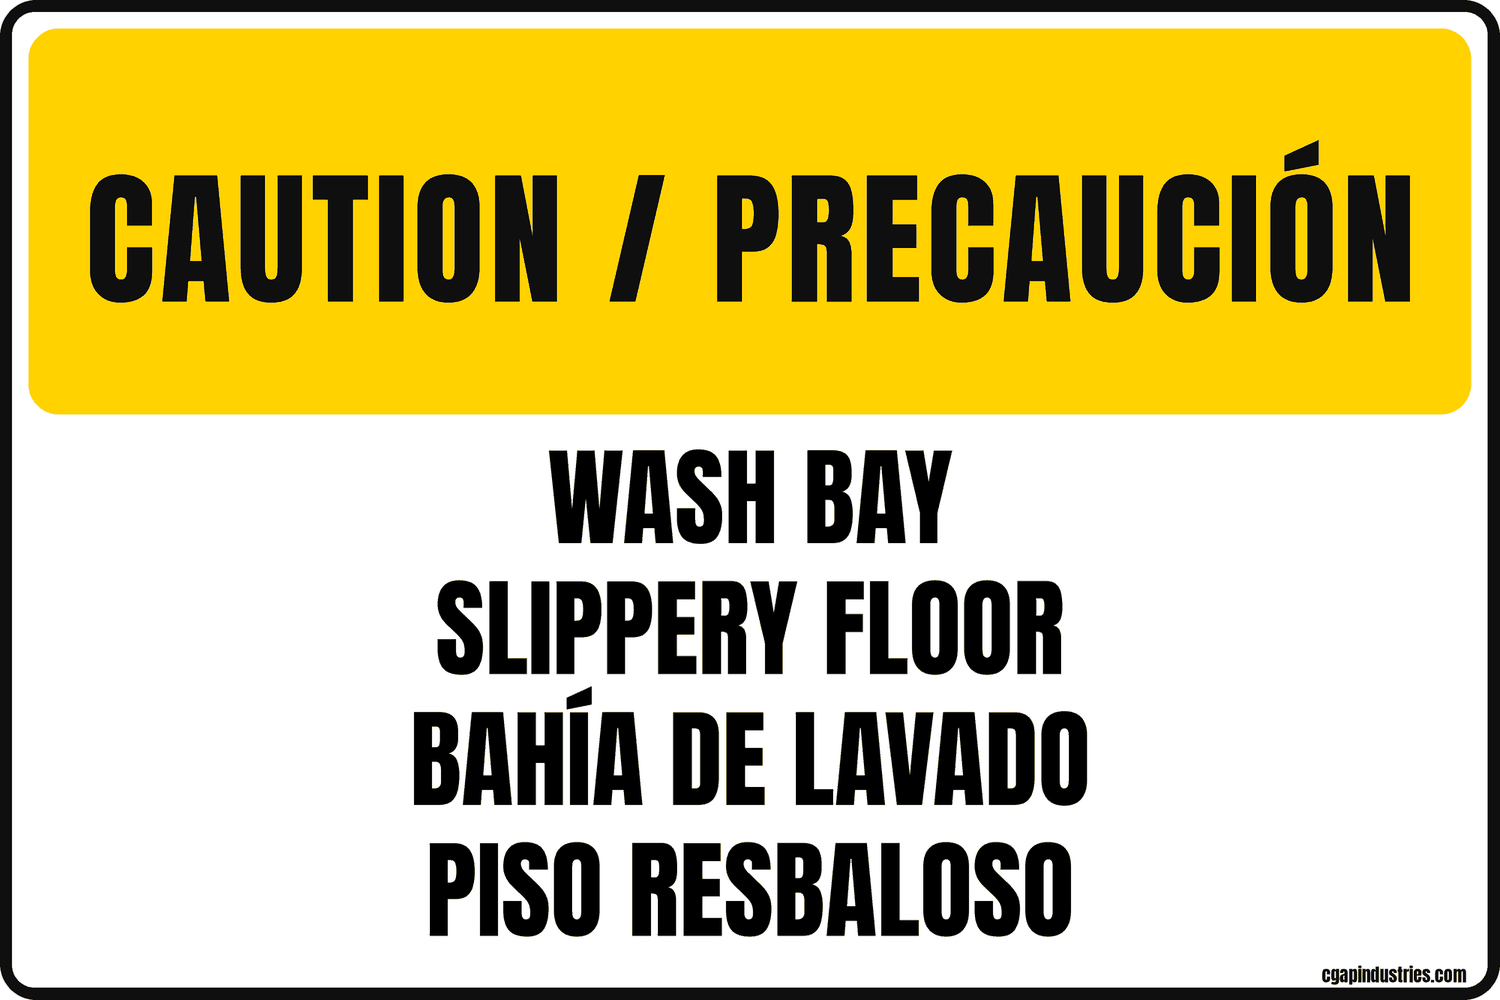 CAUTION / PRECAUCIÓN
WASH BAY
SLIPPERY FLOOR
BAHÍA DE LAVADO
PISO RESBALOSO
cgapindustries.com